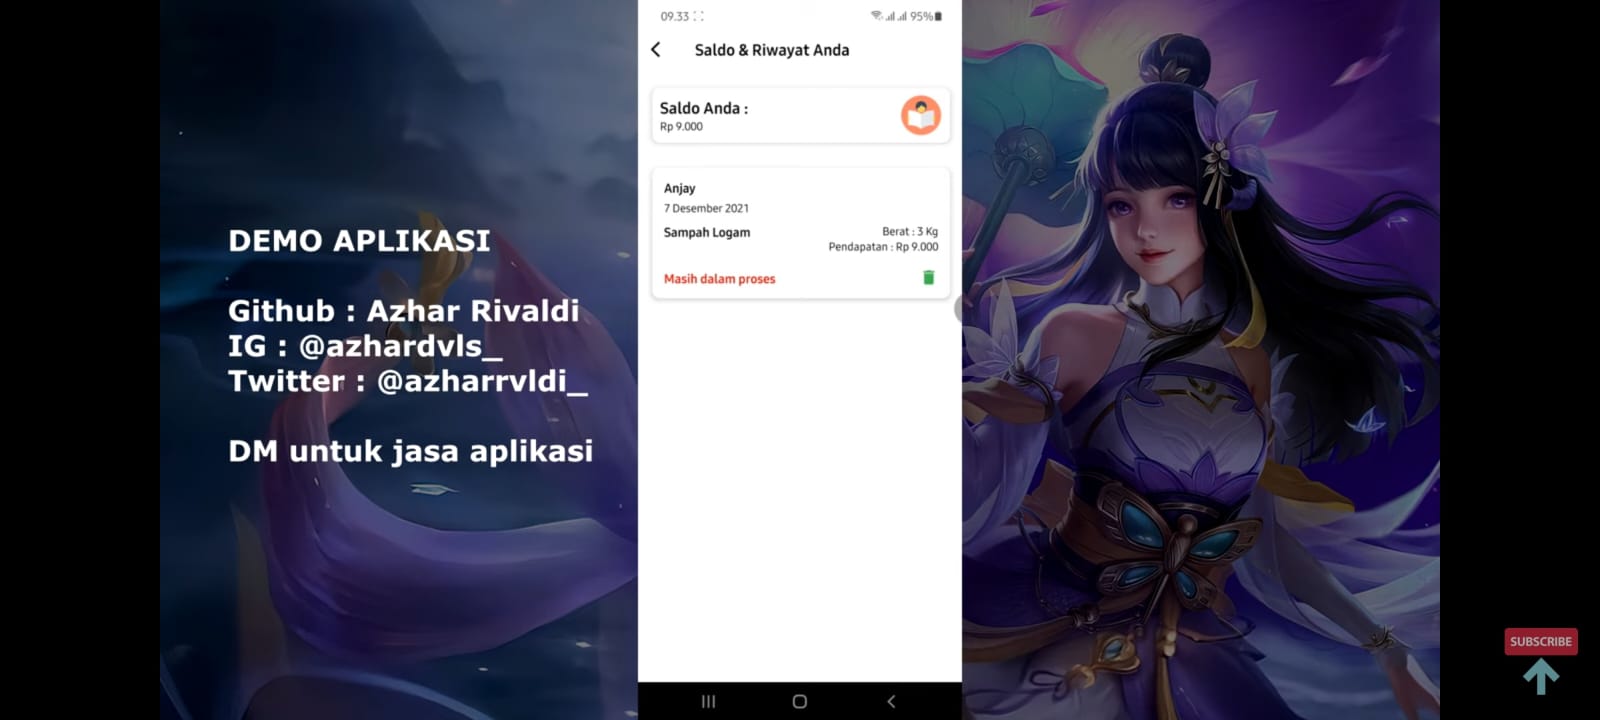 DEMO APLIKASI
Github : Azhar Rivaldi
IG : @azhardvls_
Twitter : @azharrvldi_
DM untuk jasa aplikasi
09.33
95%
Saldo & Riwayat Anda
Saldo Anda :
Rp 9.000
Anjay
7 Desember 2021
Sampah Logam
Berat : 3 Kg
Pendapatan : Rp 9.000
Masih dalam proses
SUBSCRIBE